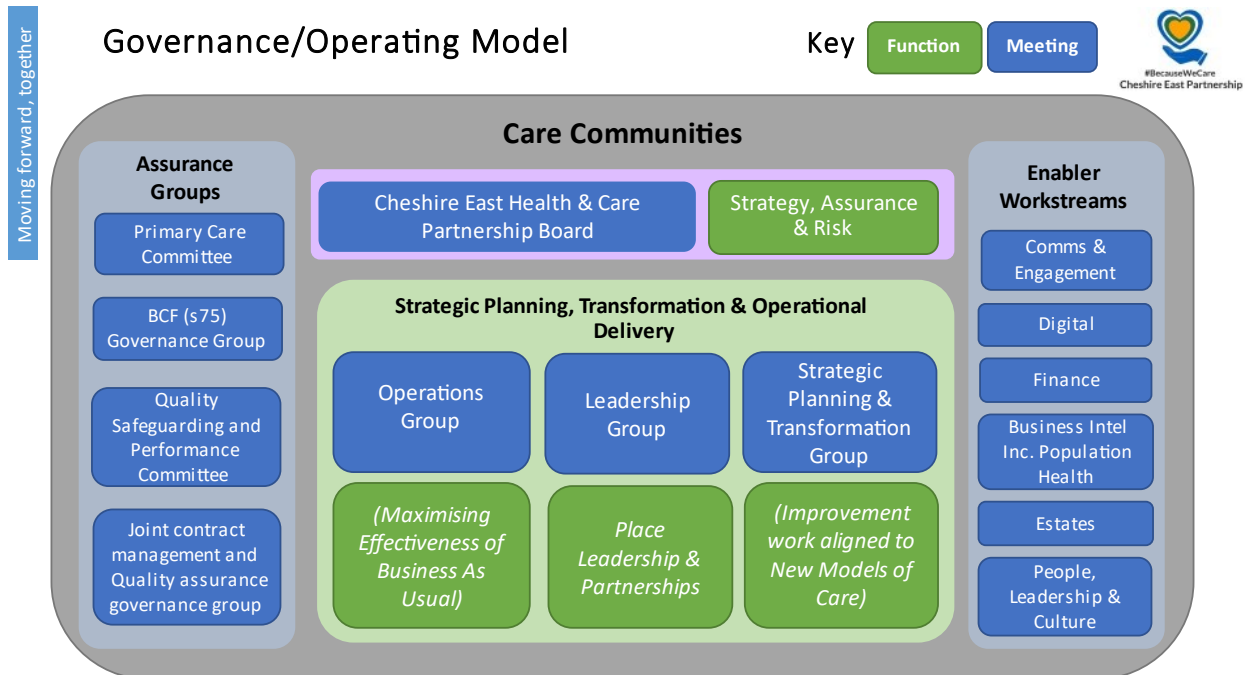 Moving forward, together
Governance/Operating Model
Key
Function
Meeting
#BecauseWeCare
Cheshire East Partnership
Care Communities
Assurance
Groups
Primary Care
Committee
BCF (s75)
Governance Group
Quality
Safeguarding and
Performance
Committee
Joint contract
management and
Quality assurance
governance group
Cheshire East Health & Care
Partnership Board
Strategy, Assurance
& Risk
Strategic Planning, Transformation & Operational
Delivery
Operations
Group
Leadership
Group
Strategic
Planning &
Transformation
Group
(Maximising
Effectiveness of
Business As
Usual)
Place
Leadership &
Partnerships
(Improvement
work aligned to
New Models of
Care)
Enabler
Workstreams
Comms &
Engagement
Digital
Finance
Business Intel
Inc. Population
Health
Estates
People,
Leadership &
Culture